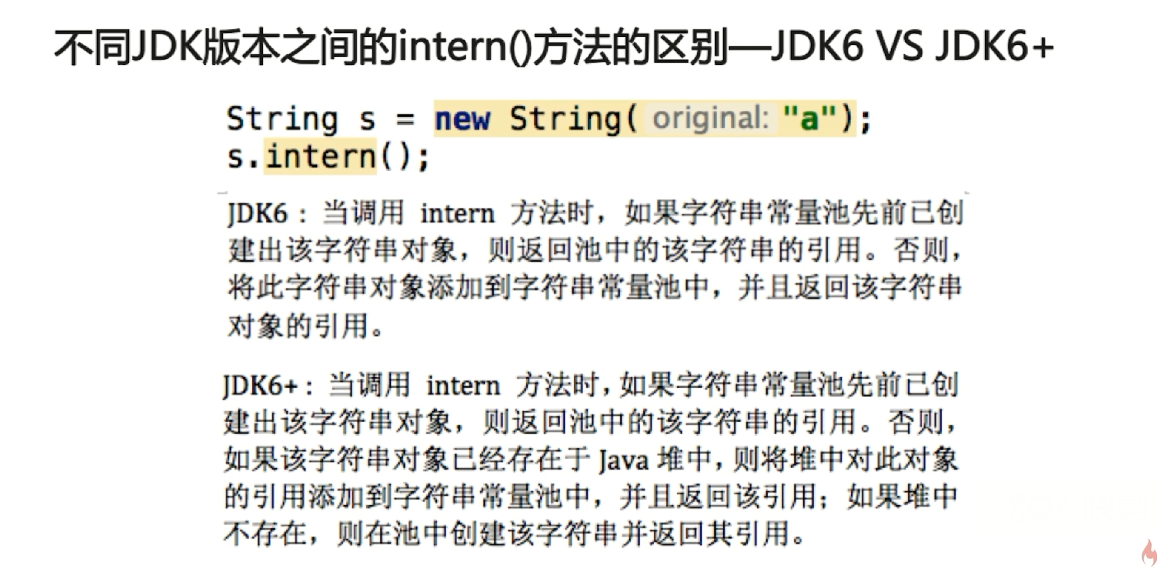 不同JDK版本之间的intern()方法的区别—JDK6 VS JDK6+
String s = new String( original: "a");
s.intern();
JDK6 : 当调用 intern 方法时，如果字符串常量池先前已创
建出该字符串对象，则返回池中的该字符串的引用。否则，
将此字符串对象添加到字符串常量池中，并且返回该字符串
对象的引用。
JDK6+ : 当调用 intern 方法时，如果字符串常量池先前已创
建出该字符串对象，则返回池中的该字符串的引用。否则，
如果该字符串对象已经存在于 Java 堆中，则将堆中对此对象
的引用添加到字符串常量池中，并且返回该引用；如果堆中
不存在，则在池中创建该字符串并返回其引用。